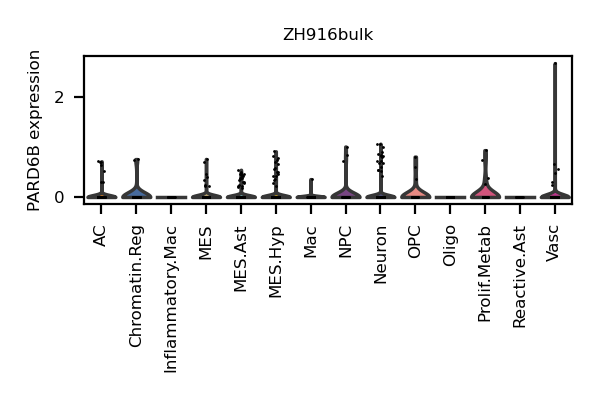 ZH916bulk
PARD6B expression
2
0
AC
Chromatin.Reg
Inflammatory.Mac
MES
MES.Ast
MES.Hyp
Mac
NPC
Neuron
OPC
Oligo
Prolif.Metab
Reactive.Ast
Vasc